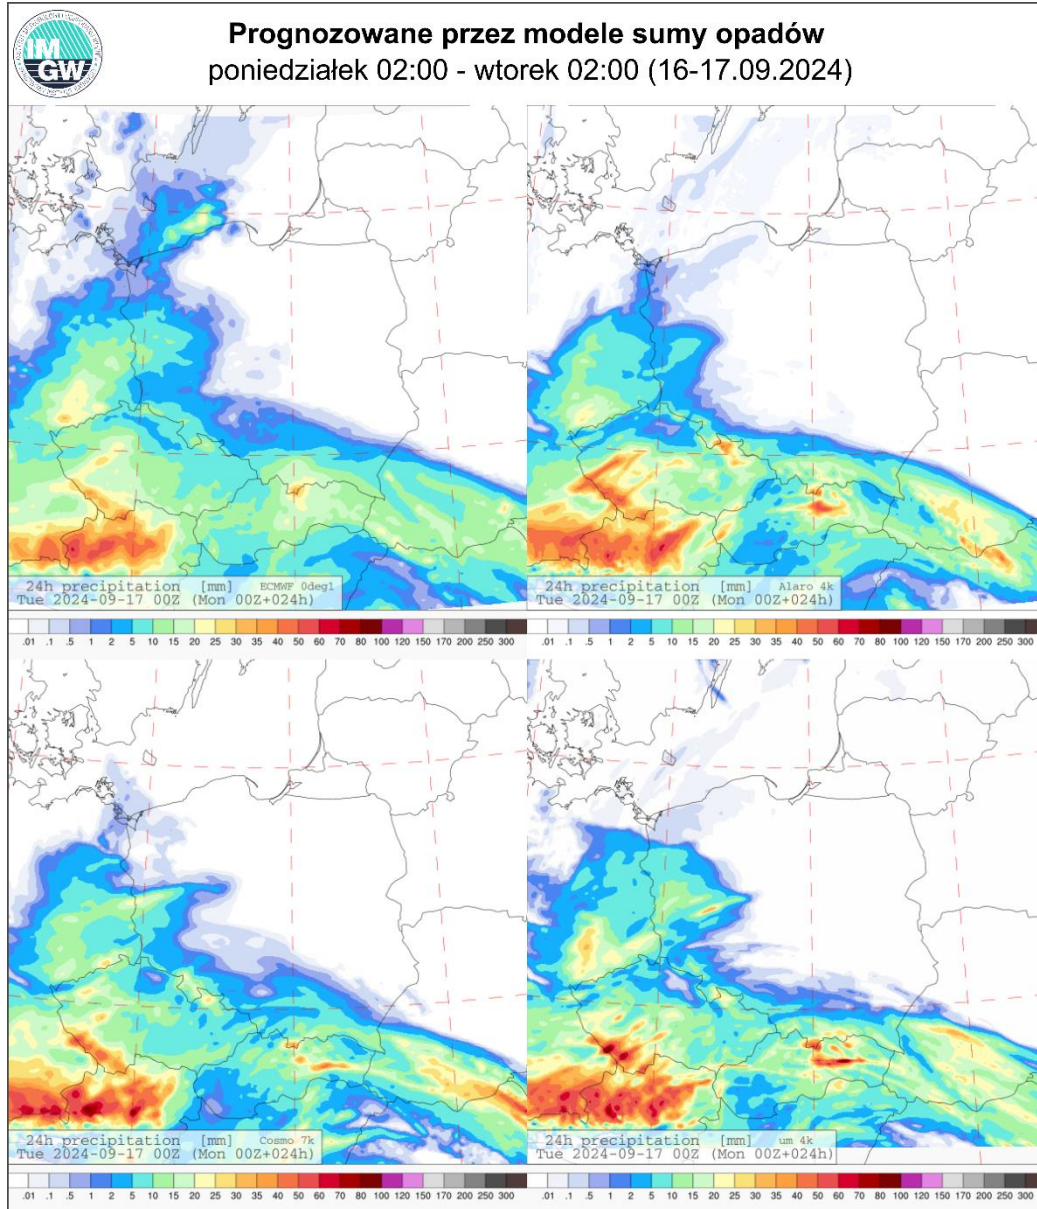 IM
GW
Prognozowane przez modele sumy opadów
poniedziałek 02:00 - wtorek 02:00 (16-17.09.2024)
24h precipitation [mm] ECMWF 0deg1
Tue 2024-09-17 00Z (Mon 00Z+024h)
.01 .1 .5 1 2 5 10 15 20 25 30 35 40 50 60 70 80 100 120 150 170 200 250 300
24h precipitation [mm] Alaro 4k
Tue 2024-09-17 00Z (Mon 00Z+024h)
.01 .1 .5 1 2 5 10 15 20 25 30 35 40 50 60 70 80 100 120 150 170 200 250 300
24h precipitation [mm] Cosmo 7k
Tue 2024-09-17 00Z (Mon 00Z+024h)
.01 .1 .5 1 2 5 10 15 20 25 30 35 40 50 60 70 80 100 120 150 170 200 250 300
24h precipitation [mm] um 4k
Tue 2024-09-17 00Z (Mon 00Z+024h)
.01 .1 .5 1 2 5 10 15 20 25 30 35 40 50 60 70 80 100 120 150 170 200 250 300